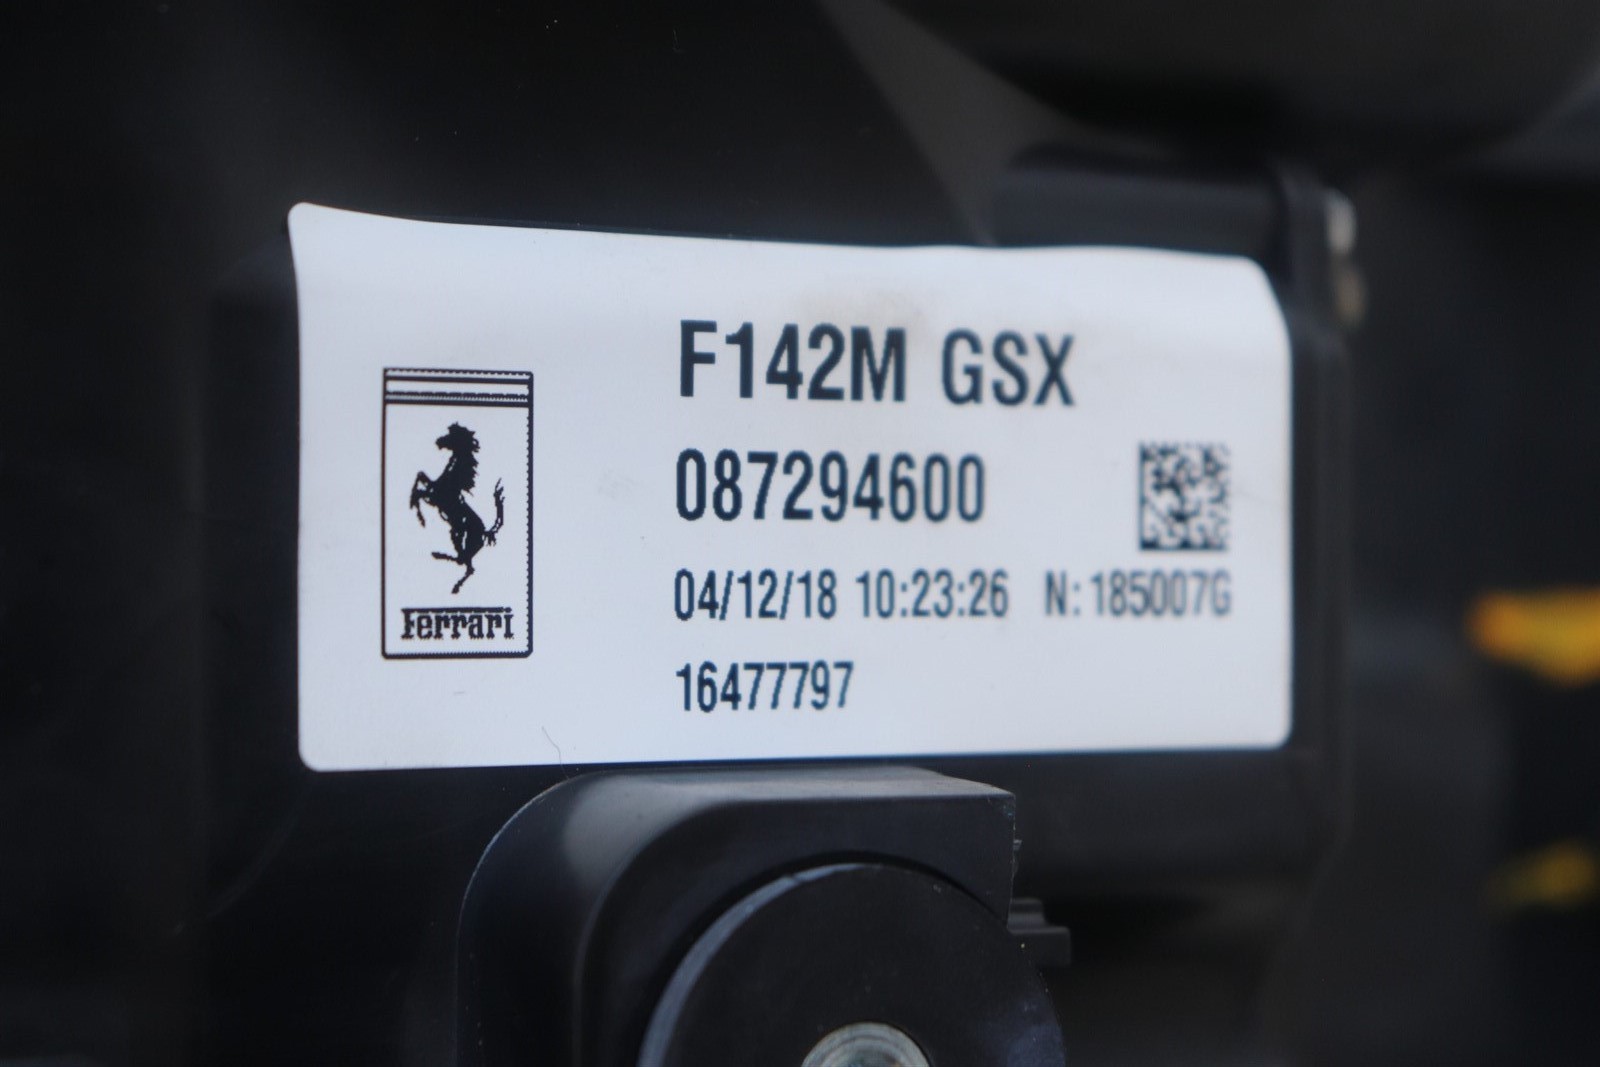 F142M GSX
087294600
04/12/18 10:23:26 N:185007G
16477797
Ferrari